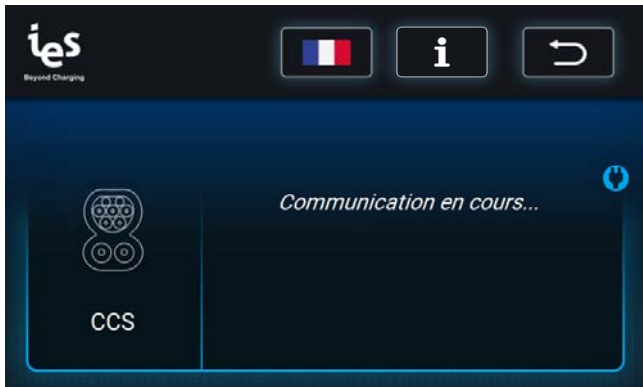 ies
Beyond Charging
i
Communication en cours...
CCS